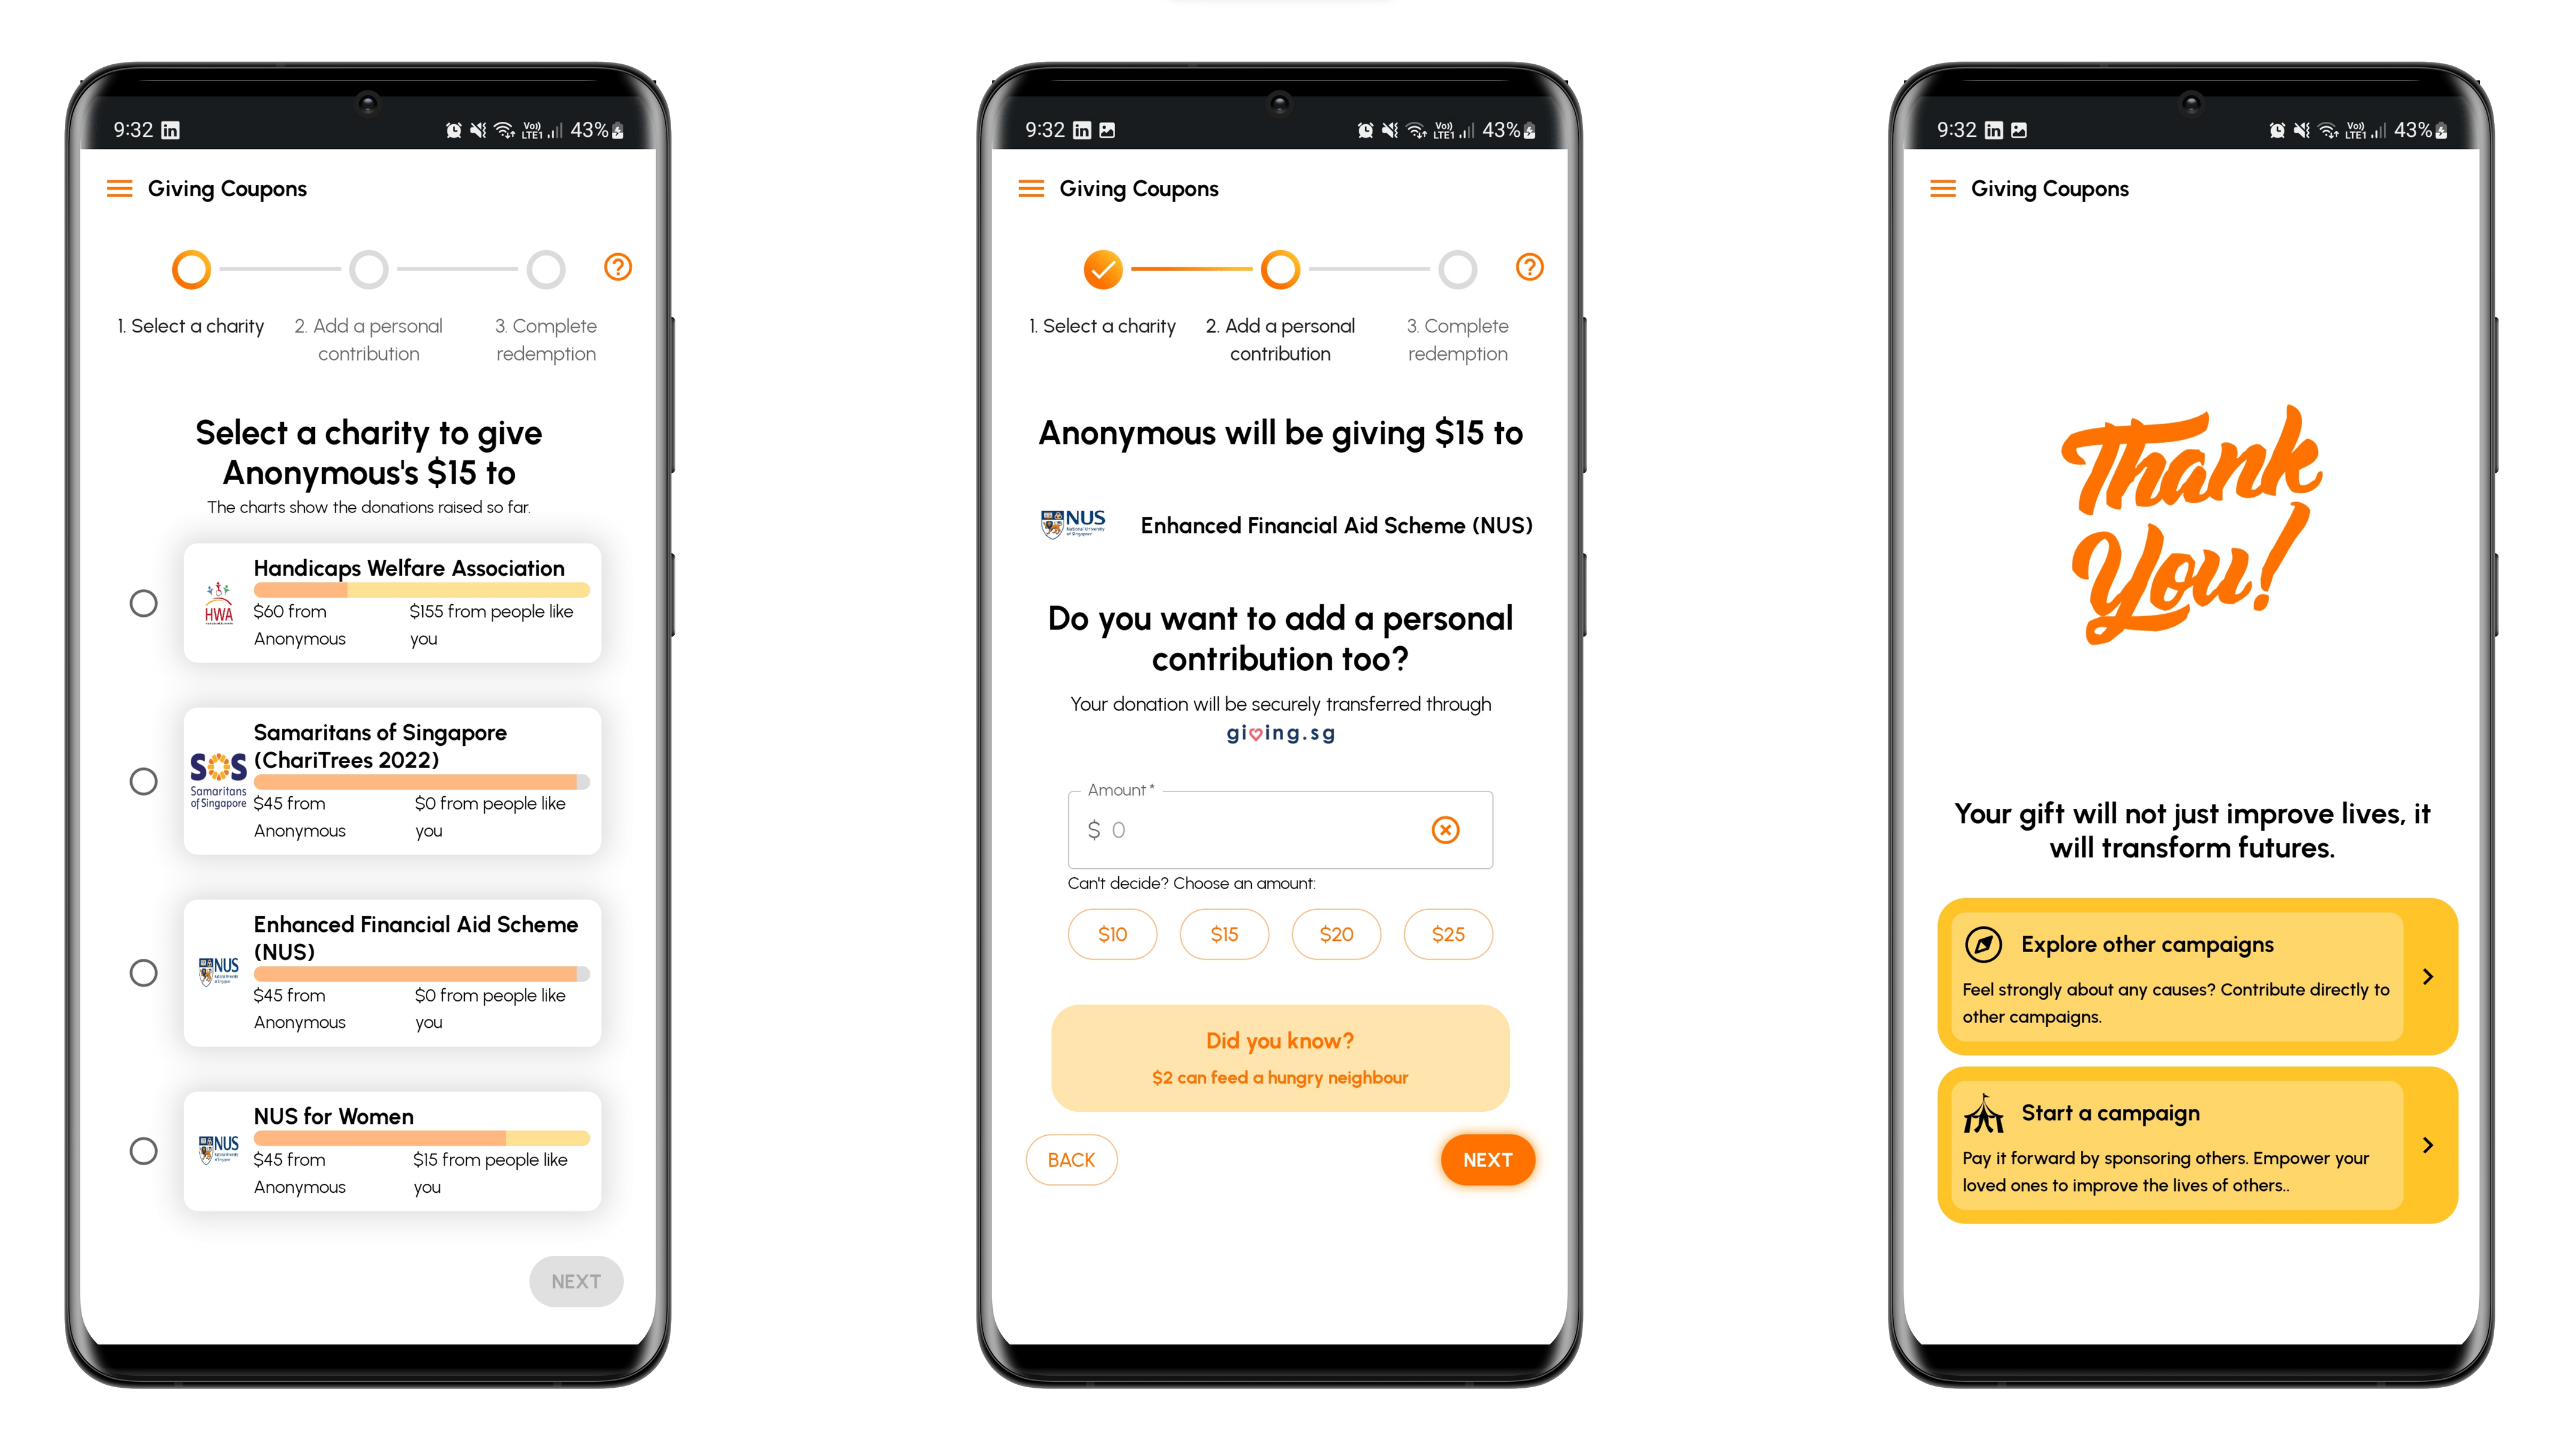 9:32
Vo))
LTE1
43%
Giving Coupons
1. Select a charity
2. Add a personal
contribution
3. Complete
redemption
Select a charity to give
Anonymous's $15 to
The charts show the donations raised so far.
HWA
Handicaps Welfare Association
$60 from
Anonymous
$155 from people like
you
SOS
Samaritans
of Singapore
Samaritans of Singapore
(ChariTrees 2022)
$45 from
Anonymous
$0 from people like
you
NUS
Enhanced Financial Aid Scheme
(NUS)
$45 from
Anonymous
$0 from people like
you
NUS
NUS for Women
$45 from
Anonymous
$15 from people like
you
NEXT
9:32
Vo))
LTE1
43%
Giving Coupons
1. Select a charity
2. Add a personal
contribution
3. Complete
redemption
Anonymous will be giving $15 to
NUS
National University
of Singapore
Enhanced Financial Aid Scheme (NUS)
Do you want to add a personal
contribution too?
Your donation will be securely transferred through
giving.sg
Amount *
$ 0
Can't decide? Choose an amount:
$10
$15
$20
$25
Did you know?
$2 can feed a hungry neighbour
BACK
NEXT
9:32
Vo))
LTE1
43%
Giving Coupons
Thank
You!
Your gift will not just improve lives, it
will transform futures.
Explore other campaigns
Feel strongly about any causes? Contribute directly to
other campaigns.
Start a campaign
Pay it forward by sponsoring others. Empower your
loved ones to improve the lives of others..